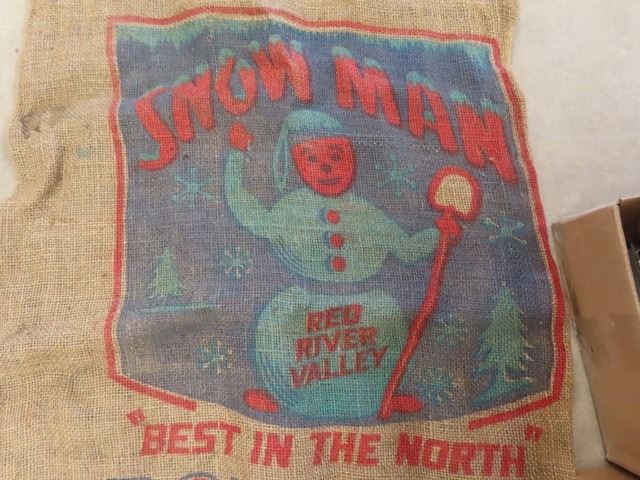 SNOW MAN
RED
RIVER
VALLEY
"BEST IN THE NORTH"